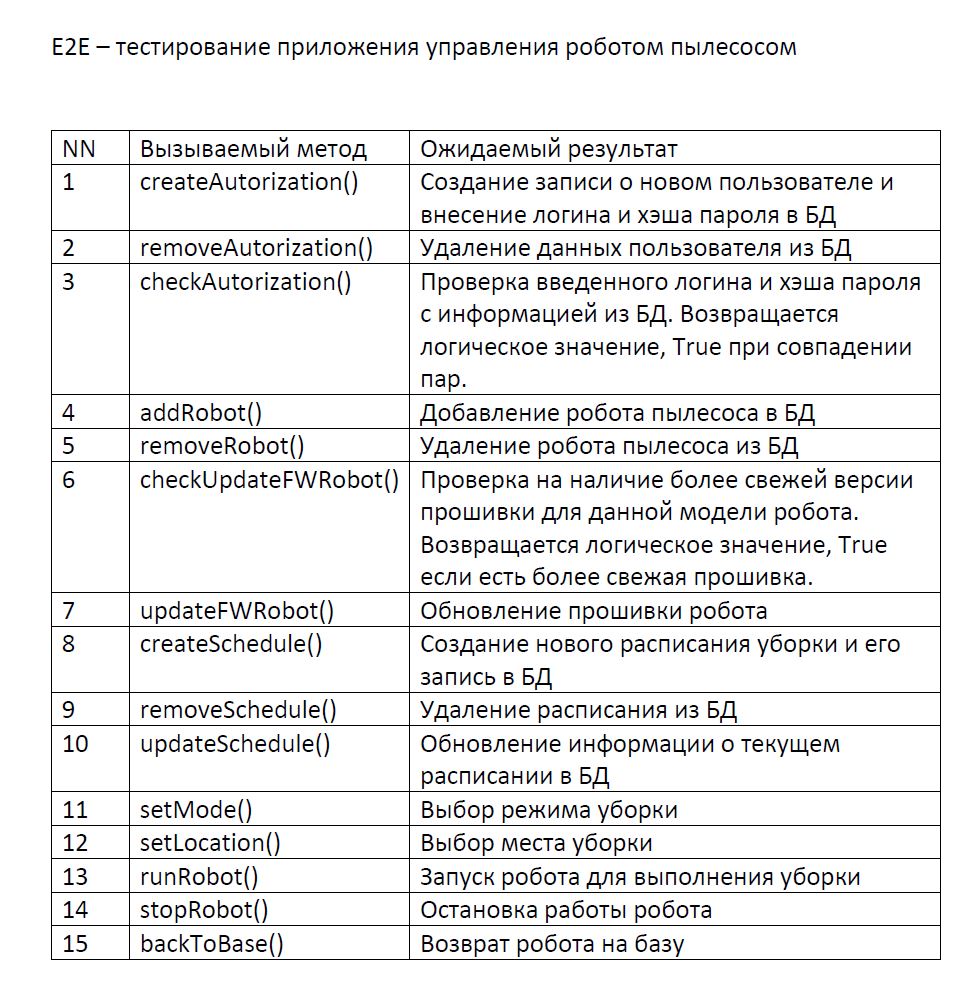 E2E – тестирование приложения управления роботом пылесосом
NN Вызываемый метод Ожидаемый результат
1 createAutorization() Создание записи о новом пользователе и
внесение логина и хэша пароля в БД
2 removeAutorization() Удаление данных пользователя из БД
3 checkAutorization() Проверка введенного логина и хэша пароля
с информацией из БД. Возвращается
логическое значение, True при совпадении
пар.
4 addRobot() Добавление робота пылесоса в БД
5 removeRobot() Удаление робота пылесоса из БД
6 checkUpdateFWRobot() Проверка на наличие более свежей версии
прошивки для данной модели робота.
Возвращается логическое значение, True
если есть более свежая прошивка.
7 updateFWRobot() Обновление прошивки робота
8 createSchedule() Создание нового расписания уборки и его
запись в БД
9 removeSchedule() Удаление расписания из БД
10 updateSchedule() Обновление информации о текущем
расписании в БД
11 setMode() Выбор режима уборки
12 setLocation() Выбор места уборки
13 runRobot() Запуск робота для выполнения уборки
14 stopRobot() Остановка работы робота
15 backToBase() Возврат робота на базу